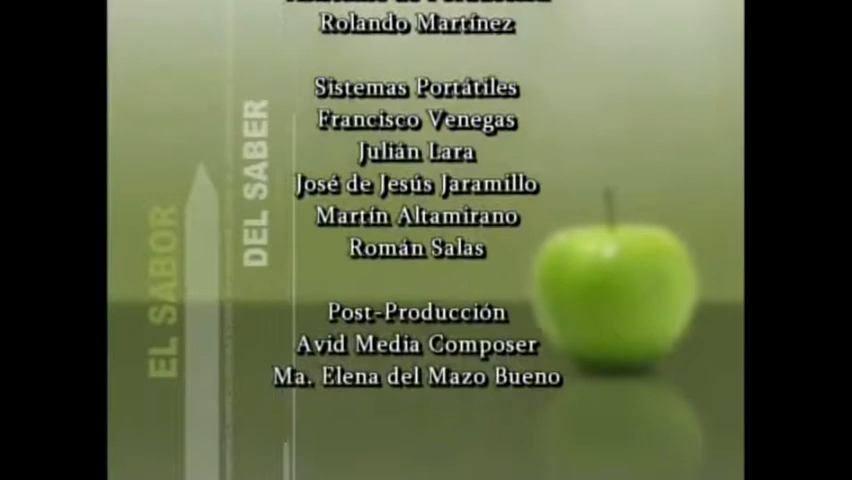 Rolando Martínez
Sistemas Portátiles
Francisco Venegas
Julián Lara
José de Jesús Jaramillo
Martín Altamirano
Román Salas
Post-Producción
Avid Media Composer
Ma. Elena del Mazo Bueno
EL SABOR
DEL SABER